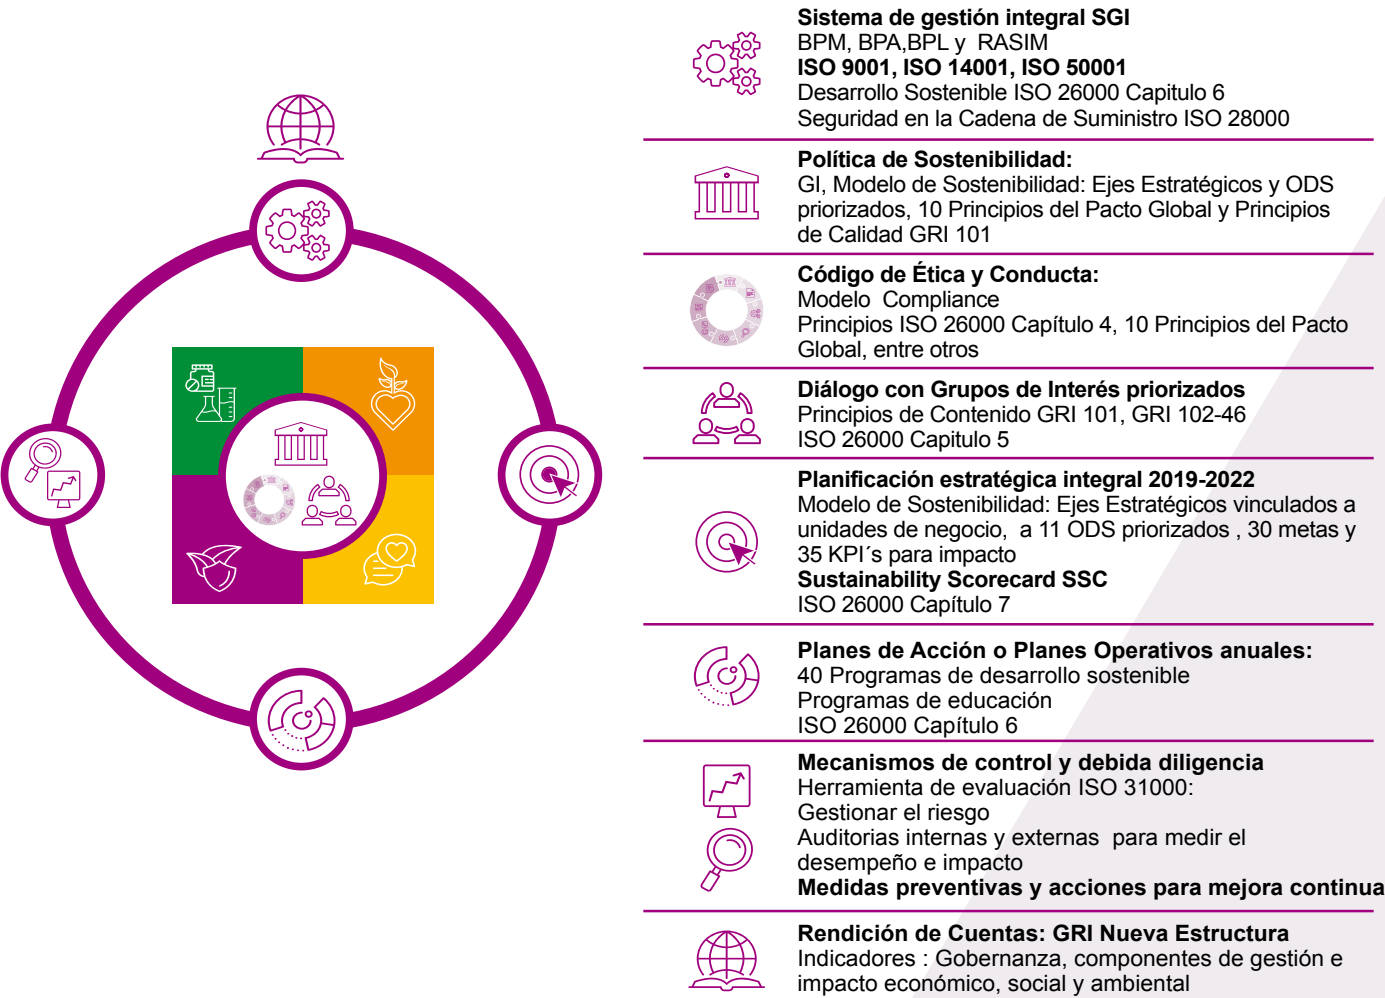 Sistema de gestión integral SGI
BPM, BPA,BPL y RASIM
ISO 9001, ISO 14001, ISO 50001
Desarrollo Sostenible ISO 26000 Capitulo 6
Seguridad en la Cadena de Suministro ISO 28000
Política de Sostenibilidad:
GI, Modelo de Sostenibilidad: Ejes Estratégicos y ODS
priorizados, 10 Principios del Pacto Global y Principios
de Calidad GRI 101
Código de Ética y Conducta:
Modelo Compliance
Principios ISO 26000 Capítulo 4, 10 Principios del Pacto
Global, entre otros
Diálogo con Grupos de Interés priorizados
Principios de Contenido GRI 101, GRI 102-46
ISO 26000 Capitulo 5
Planificación estratégica integral 2019-2022
Modelo de Sostenibilidad: Ejes Estratégicos vinculados a
unidades de negocio, a 11 ODS priorizados , 30 metas y
35 KPI´s para impacto
Sustainability Scorecard SSC
ISO 26000 Capítulo 7
Planes de Acción o Planes Operativos anuales:
40 Programas de desarrollo sostenible
Programas de educación
ISO 26000 Capítulo 6
Mecanismos de control y debida diligencia
Herramienta de evaluación ISO 31000:
Gestionar el riesgo
Auditorias internas y externas para medir el
desempeño e impacto
Medidas preventivas y acciones para mejora continua
Rendición de Cuentas: GRI Nueva Estructura
Indicadores : Gobernanza, componentes de gestión e
impacto económico, social y ambiental